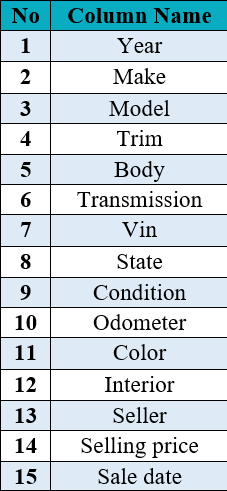 No Column Name
1 Year
2 Make
3 Model
4 Trim
5 Body
6 Transmission
7 Vin
8 State
9 Condition
10 Odometer
11 Color
12 Interior
13 Seller
14 Selling price
15 Sale date